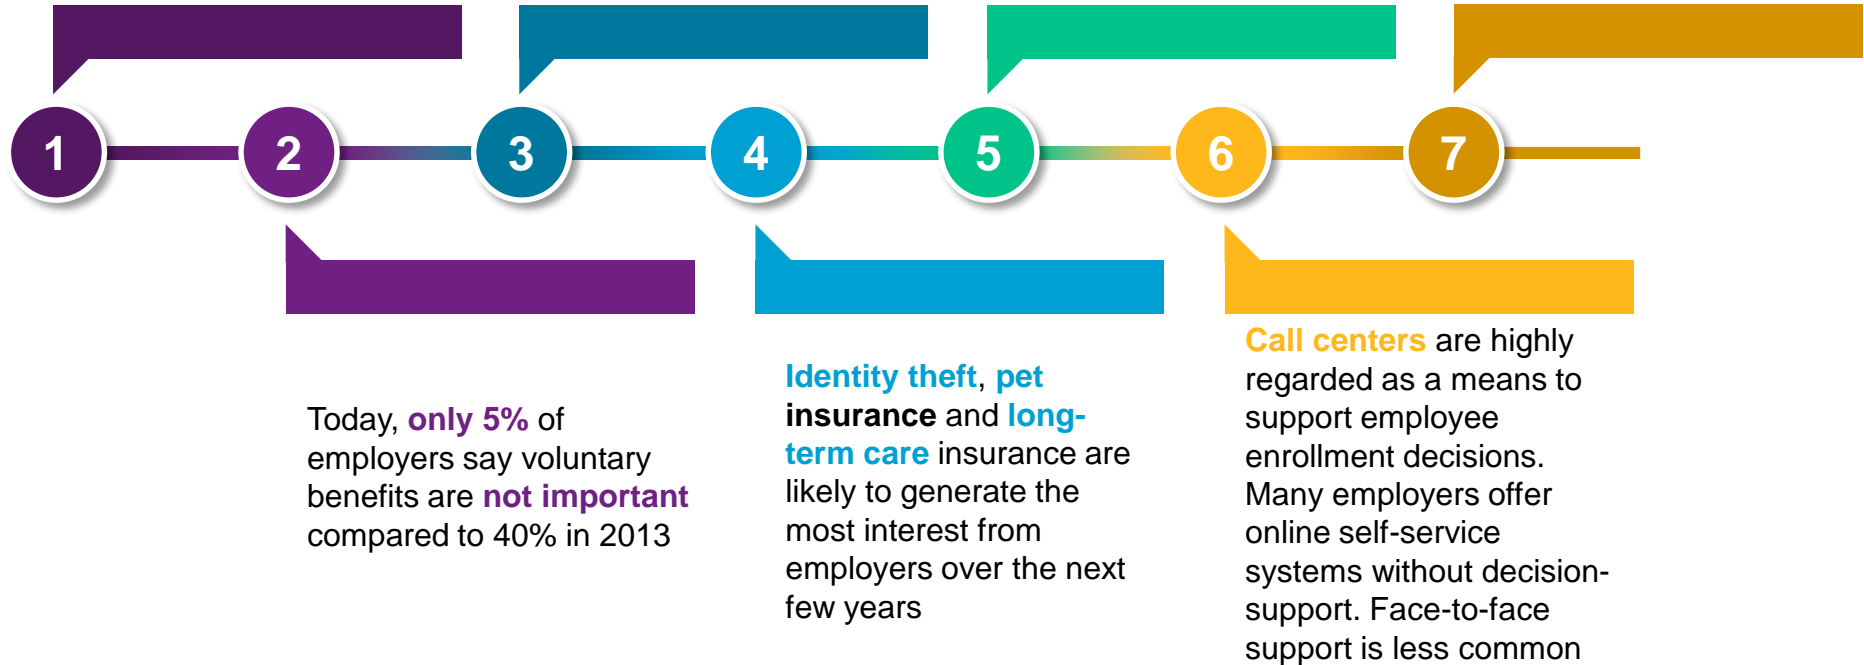 1
2
3
4
5
6
7
Today, only 5% of
employers say voluntary
benefits are not important
compared to 40% in 2013
Identity theft, pet
insurance and long-
term care insurance are
likely to generate the
most interest from
employers over the next
few years
Call centers are highly
regarded as a means to
support employee
enrollment decisions.
Many employers offer
online self-service
systems without decision-
support. Face-to-face
support is less common